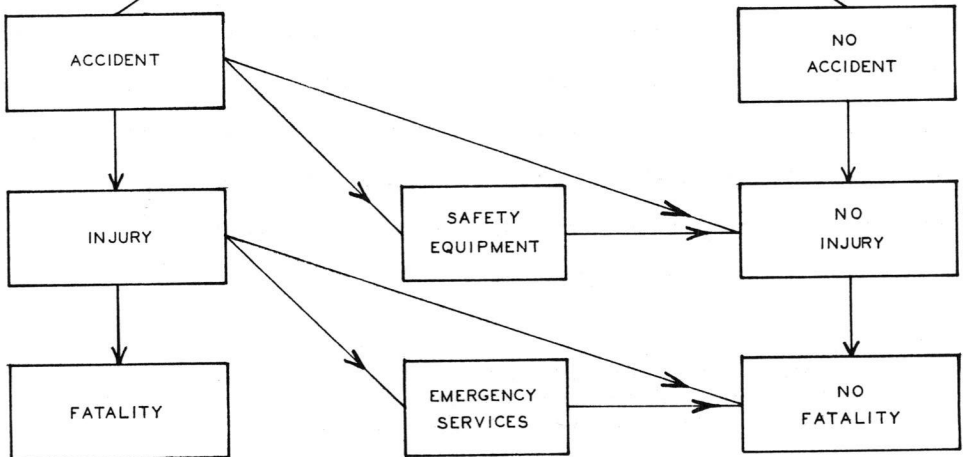 ACCIDENT
NO
ACCIDENT
INJURY
SAFETY
EQUIPMENT
NO
INJURY
FATALITY
EMERGENCY
SERVICES
NO
FATALITY